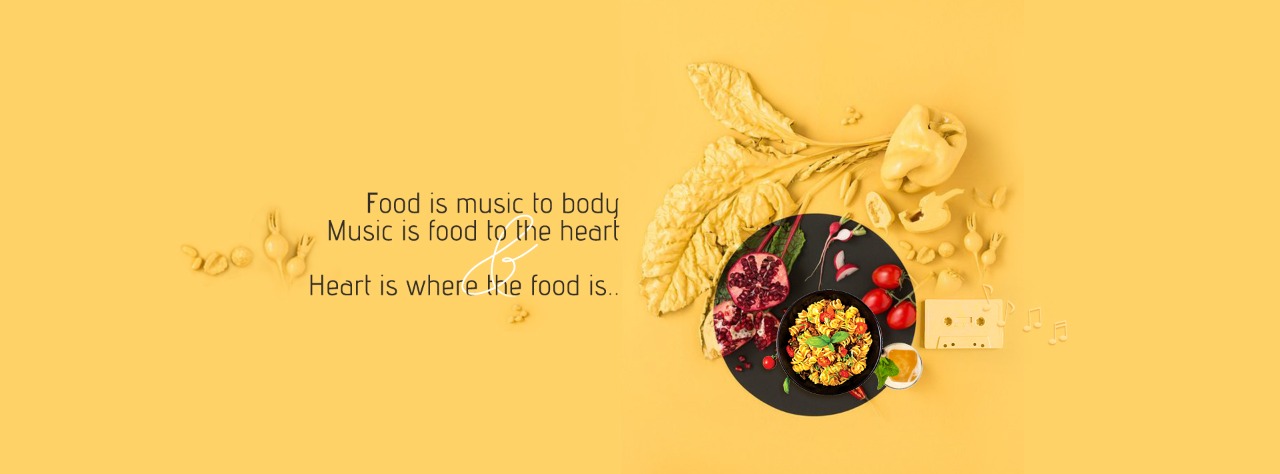 Food is music to body
Music is food to the heart
&
Heart is where the food is..